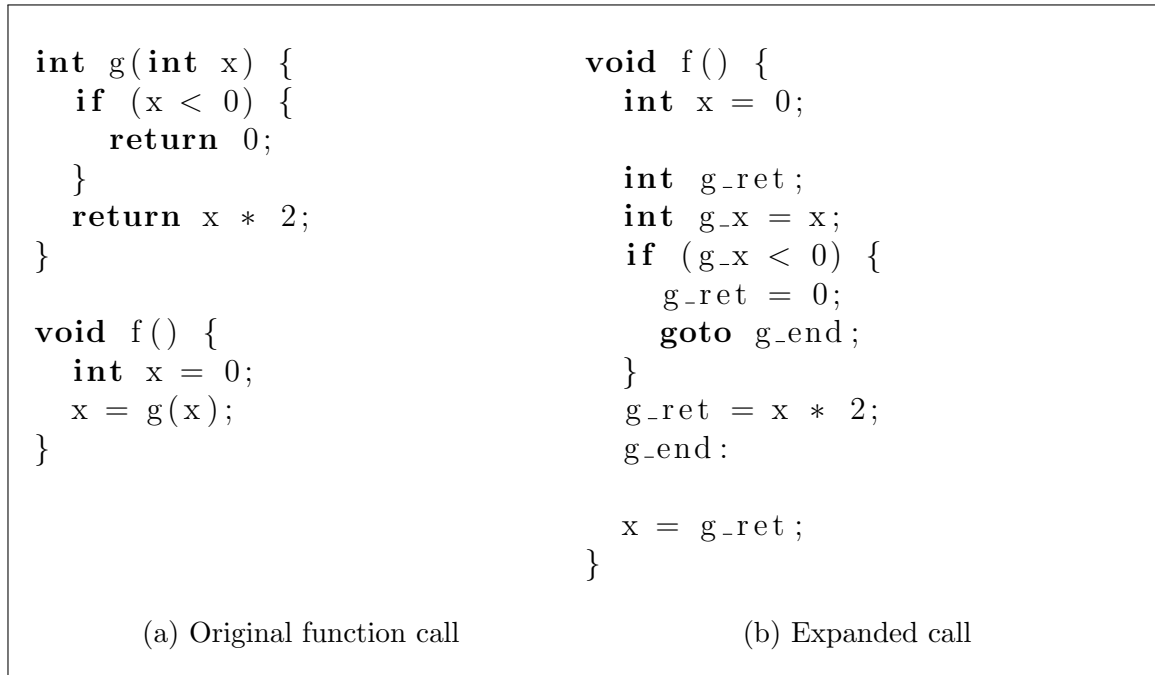 int g(int x) {
  if (x < 0) {
    return 0;
  }
  return x * 2;
}

void f() {
  int x = 0;
  x = g(x);
}

(a) Original function call

void f() {
  int x = 0;

  int g_ret;
  int g_x = x;
  if (g_x < 0) {
    g_ret = 0;
    goto g_end;
  }
  g_ret = x * 2;
  g_end:

  x = g_ret;
}

(b) Expanded call